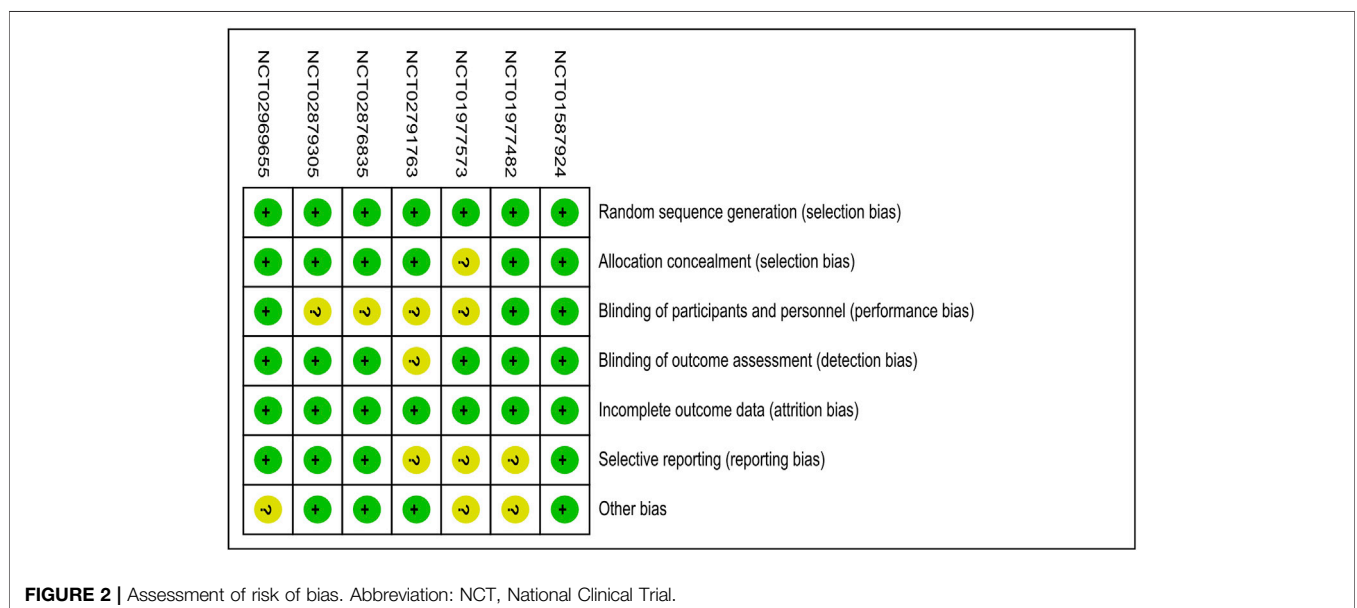 NCT02969655
NCT02879305
NCT02876835
NCT02791763
NCT01977573
NCT01977482
NCT01587924
+ + + + + + + Random sequence generation (selection bias)
+ + + + ? + + Allocation concealment (selection bias)
+ ? ? ? ? + + Blinding of participants and personnel (performance bias)
+ + + ? + + + Blinding of outcome assessment (detection bias)
+ + + + + + + Incomplete outcome data (attrition bias)
+ + + ? ? ? + Selective reporting (reporting bias)
? + + + ? ? + Other bias
FIGURE 2 | Assessment of risk of bias. Abbreviation: NCT, National Clinical Trial.